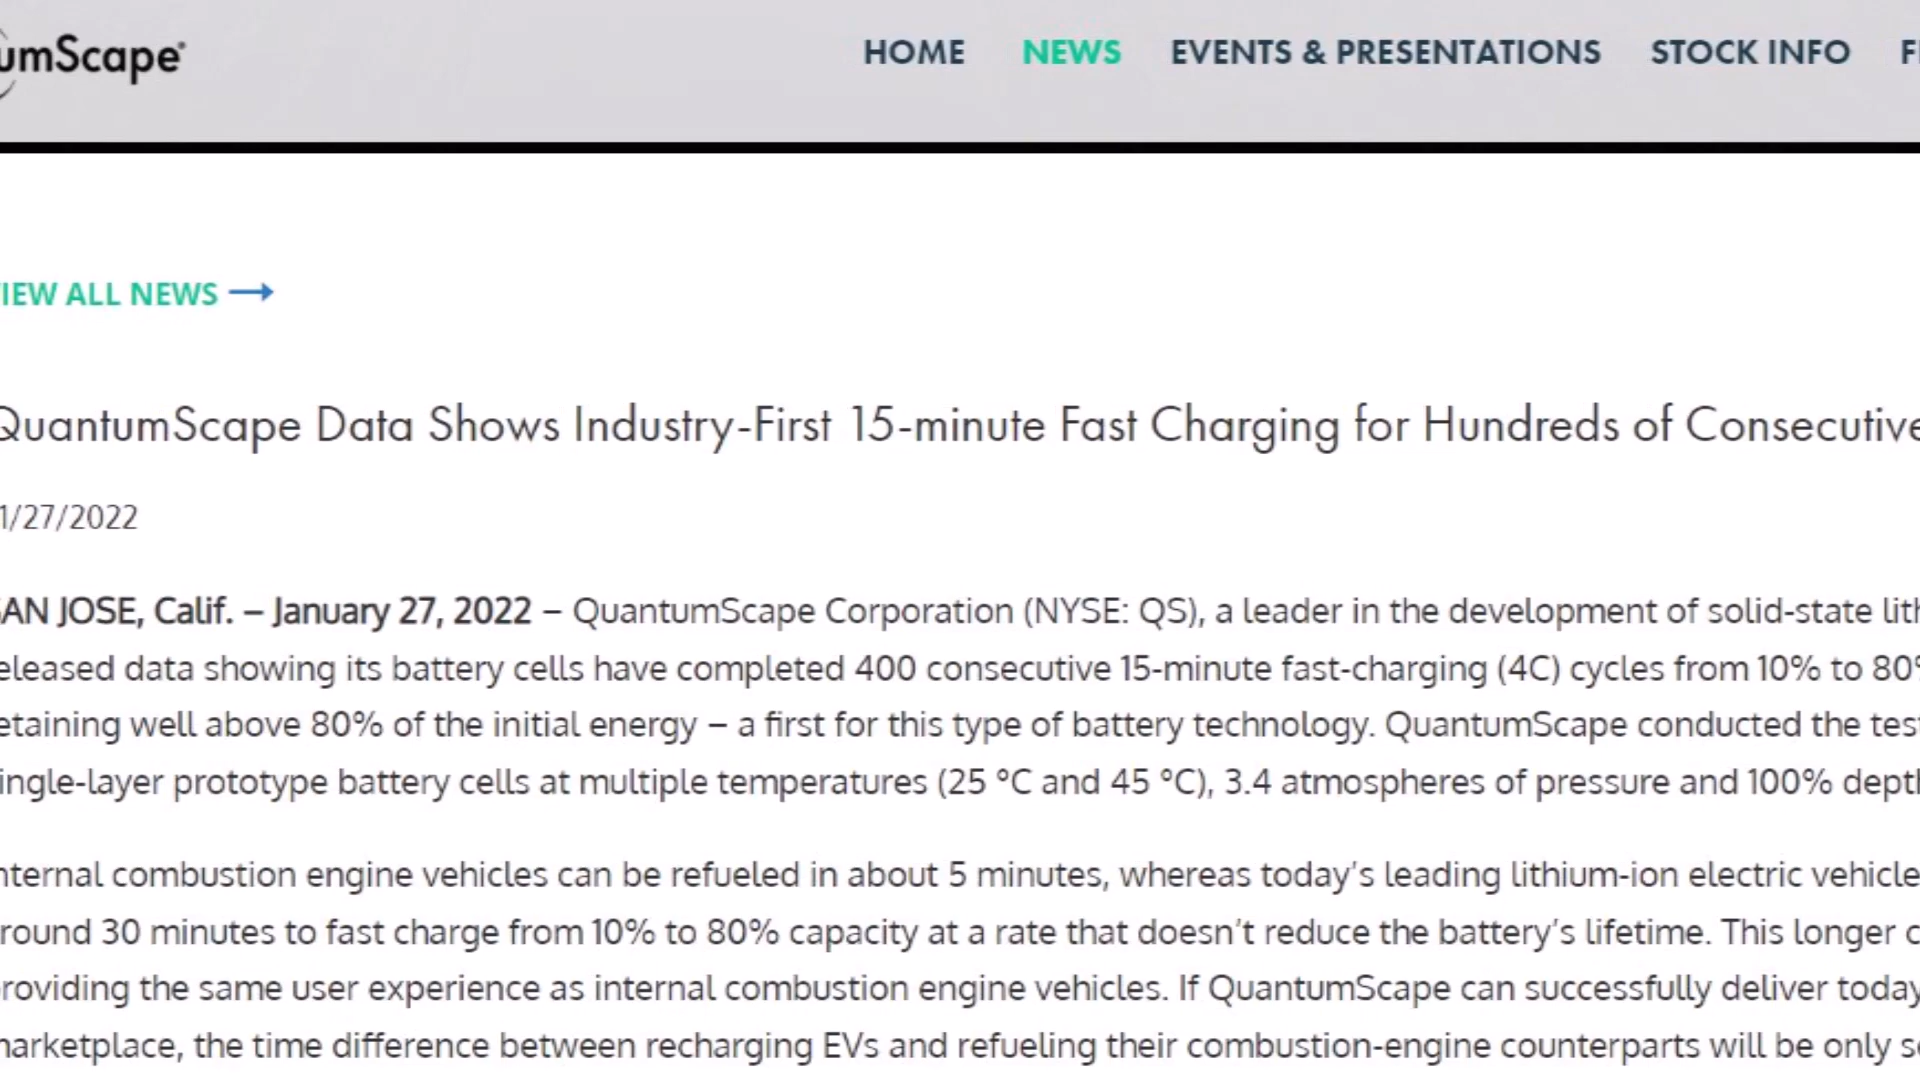 umScape
HOME NEWS EVENTS & PRESENTATIONS STOCK INFO
IEW ALL NEWS
QuantumScape Data Shows Industry-First 15-minute Fast Charging for Hundreds of Consecutive
1/27/2022
AN JOSE, Calif. – January 27, 2022 – QuantumScape Corporation (NYSE: QS), a leader in the development of solid-state lit
eleased data showing its battery cells have completed 400 consecutive 15-minute fast-charging (4C) cycles from 10% to 80%
etaining well above 80% of the initial energy – a first for this type of battery technology. QuantumScape conducted the tes
ingle-layer prototype battery cells at multiple temperatures (25 °C and 45 °C), 3.4 atmospheres of pressure and 100% dept
nternal combustion engine vehicles can be refueled in about 5 minutes, whereas today’s leading lithium-ion electric vehicle
round 30 minutes to fast charge from 10% to 80% capacity at a rate that doesn’t reduce the battery’s lifetime. This longer c
roviding the same user experience as internal combustion engine vehicles. If QuantumScape can successfully deliver today
arketplace, the time difference between recharging EVs and refueling their combustion-engine counterparts will be only s